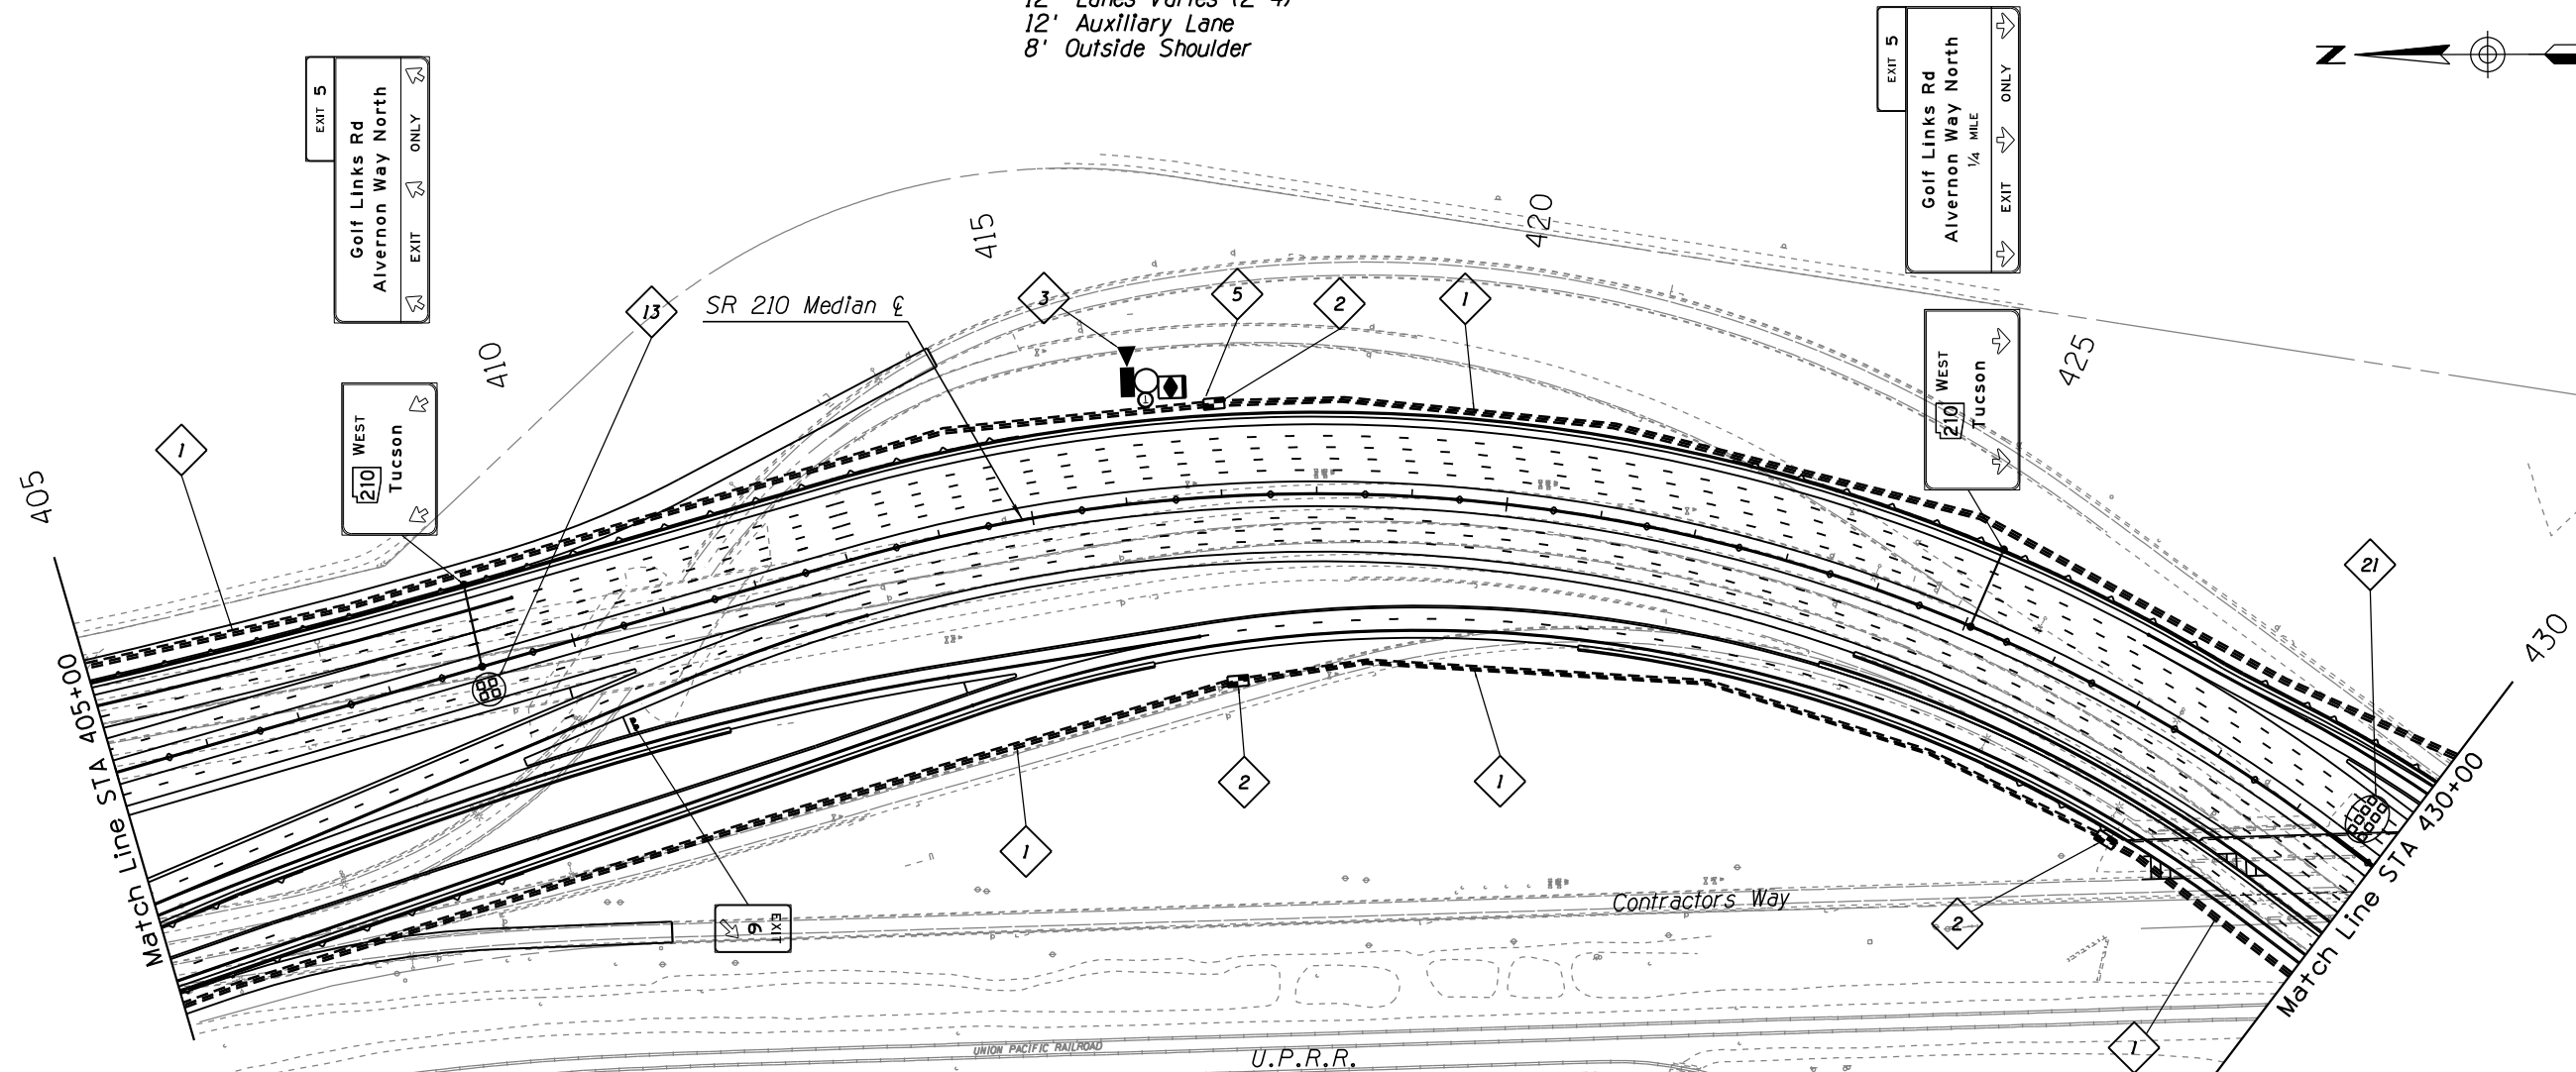 12' Auxiliary Lane
8' Outside Shoulder
EXIT 5
Golf Links Rd
Alvernon Way North
EXIT ONLY
EXIT 5
Golf Links Rd
Alvernon Way North
1/4 MILE
EXIT ONLY
N
405
410
415
420
425
430
13
SR 210 Median ℄
3
5
2
1
1
210 WEST
Tucson
210 WEST
Tucson
21
1
Match Line STA 405+00
2
1
1
EXIT
9
Contractors Way
2
1
Match Line STA 430+00
UNION PACIFIC RAILROAD
U.P.R.R.